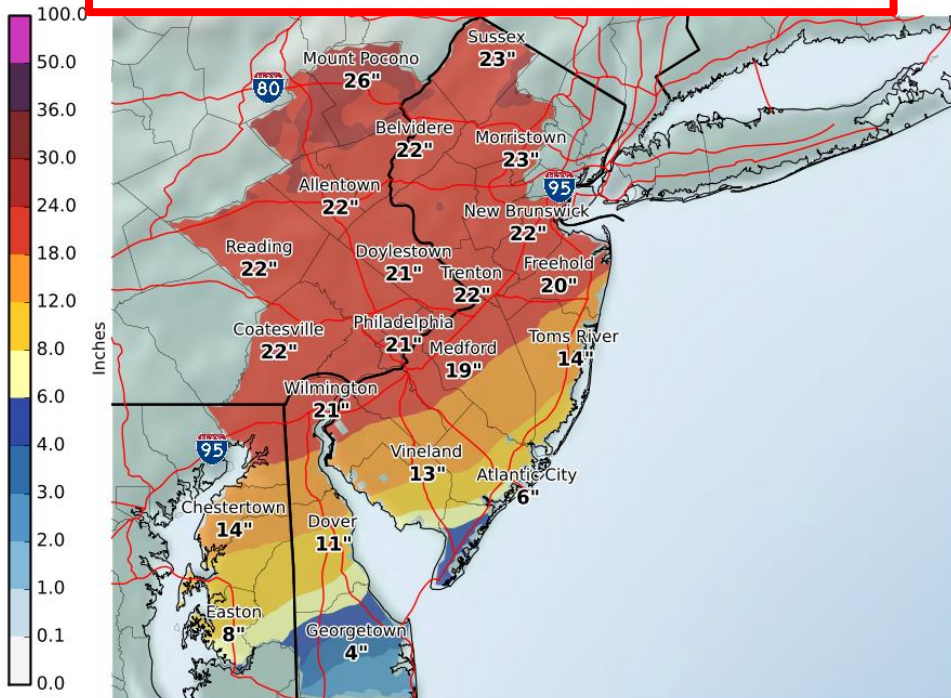 100.0
50.0
36.0
30.0
24.0
18.0
12.0
8.0
6.0
4.0
3.0
2.0
1.0
0.1
0.0
Inches
Sussex
23"
Mount Pocono
26"
80
Belvidere
22"
Morristown
23"
Allentown
22"
95
New Brunswick
22"
Reading
22"
Doylestown
21"
Trenton
22"
Freehold
20"
Coatesville
22"
Philadelphia
21"
Medford
19"
Toms River
14"
Wilmington
21"
95
Vineland
13"
Atlantic City
6"
Chestertown
14"
Dover
11"
Easton
8"
Georgetown
4"